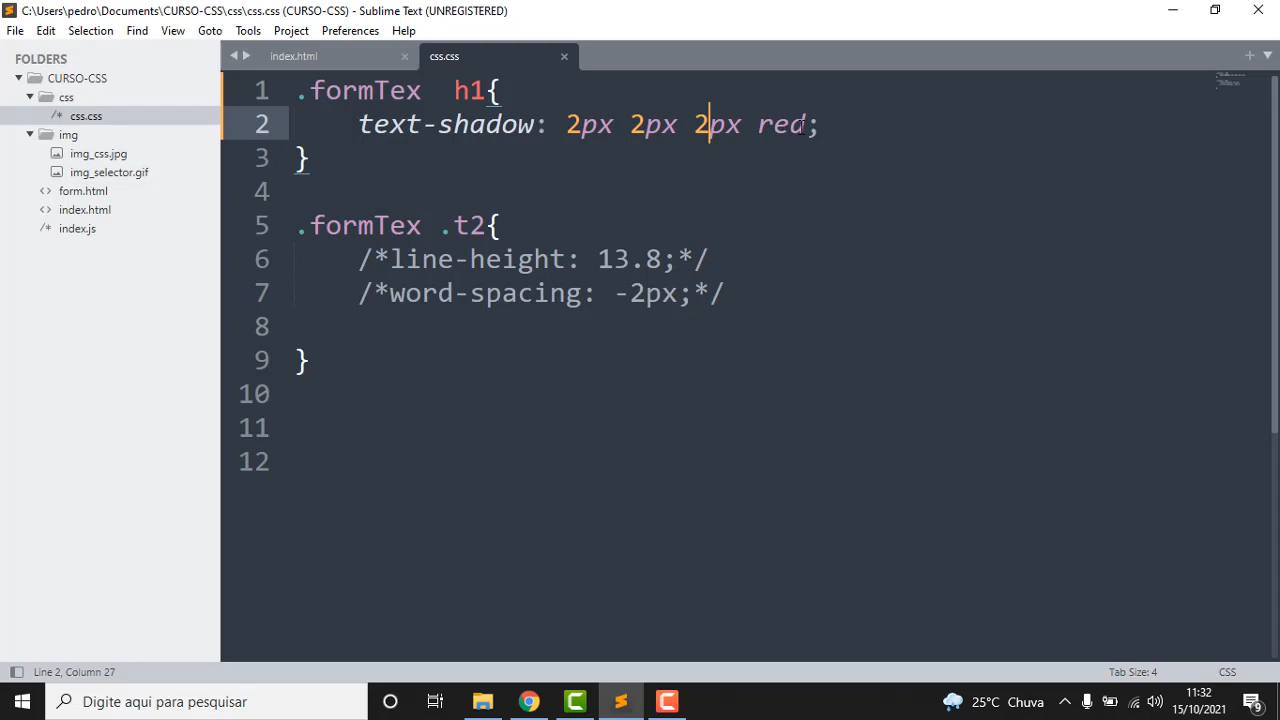 C:\Users\pedro\Documents\CURSO-CSS\css\css.css (CURSO-CSS) - Sublime Text (UNREGISTERED)
File Edit Selection Find View Goto Tools Project Preferences Help
FOLDERS
CURSO-CSS
css
/* css.css
img
img_css.jpg
img_selector.gif
<> form.html
<> index.html
<> index.js
index.html × css.css ×
1 .formTex  h1{
2     text-shadow: 2px 2px 2px red;
3 }
4
5 .formTex .t2{
6     /*line-height: 13.8;*/
7     /*word-spacing: -2px;*/
8
9 }
10
11
12
Line 2, Column 27 Tab Size: 4 CSS
Digite aqui para pesquisar
25°C Chuva
11:32
15/10/2021
9